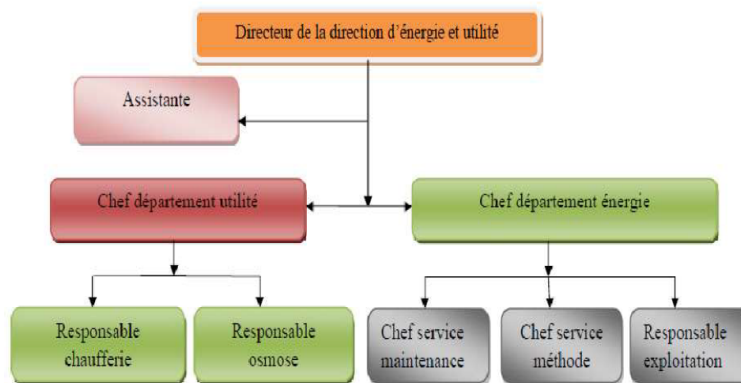 Directeur de la direction d'énergie et utilité
Assistante
Chef département utilité
Chef département énergie
Responsable
chaufferie
Responsable
osmose
Chef service
maintenance
Chef service
méthode
Responsable
exploitation